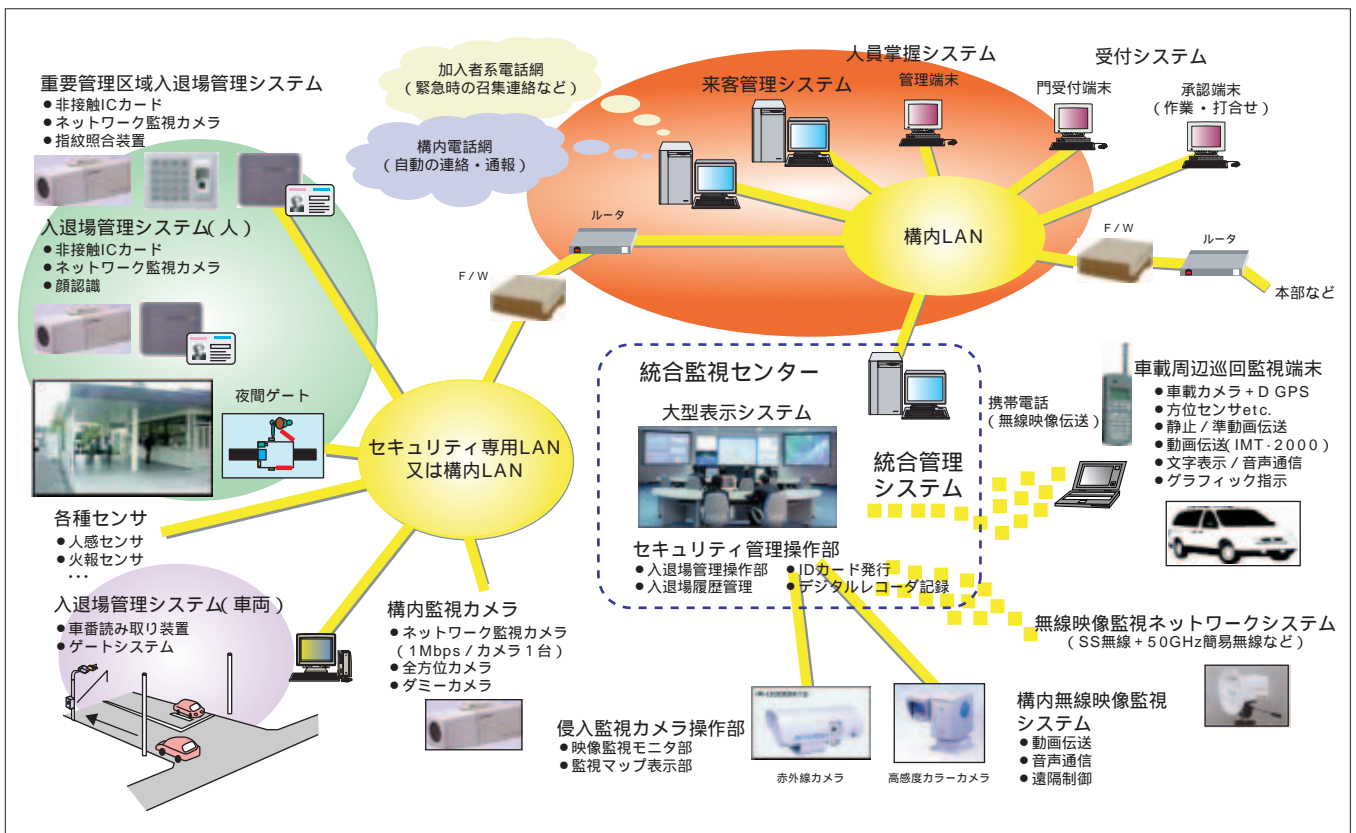 加入者系電話網
(緊急時の召集連絡など)
構内電話網
(自動の連絡・通報)
重要管理区域入退場管理システム
●非接触ICカード
●ネットワーク監視カメラ
●指紋照合装置
入退場管理システム(人)
●非接触ICカード
●ネットワーク監視カメラ
●顔認識
夜間ゲート
各種センサ
●人感センサ
●火報センサ
・・・
入退場管理システム(車両)
●車番読み取り装置
●ゲートシステム
セキュリティ専用LAN
又は構内LAN
F/W
ルータ
来客管理システム
人員掌握システム
管理端末
受付システム
門受付端末
承認端末
(作業・打合せ)
構内LAN
F/W
ルータ
本部など
統合監視センター
大型表示システム
統合管理
システム
セキュリティ管理操作部
●入退場管理操作部
●入退場履歴管理
●IDカード発行
●デジタルレコーダ記録
携帯電話
(無線映像伝送)
車載周辺巡回監視端末
●車載カメラ+D GPS
●方位センサetc.
●静止/準動画伝送
●動画伝送(IMT-2000)
●文字表示/音声通信
●グラフィック指示
無線映像監視ネットワークシステム
(SS無線+50GHz簡易無線など)
構内監視カメラ
●ネットワーク監視カメラ
(1Mbps/カメラ1台)
●全方位カメラ
●ダミーカメラ
侵入監視カメラ操作部
●映像監視モニタ部
●監視マップ表示部
赤外線カメラ
高感度カラーカメラ
構内無線映像監視
システム
●動画伝送
●音声通信
●遠隔制御